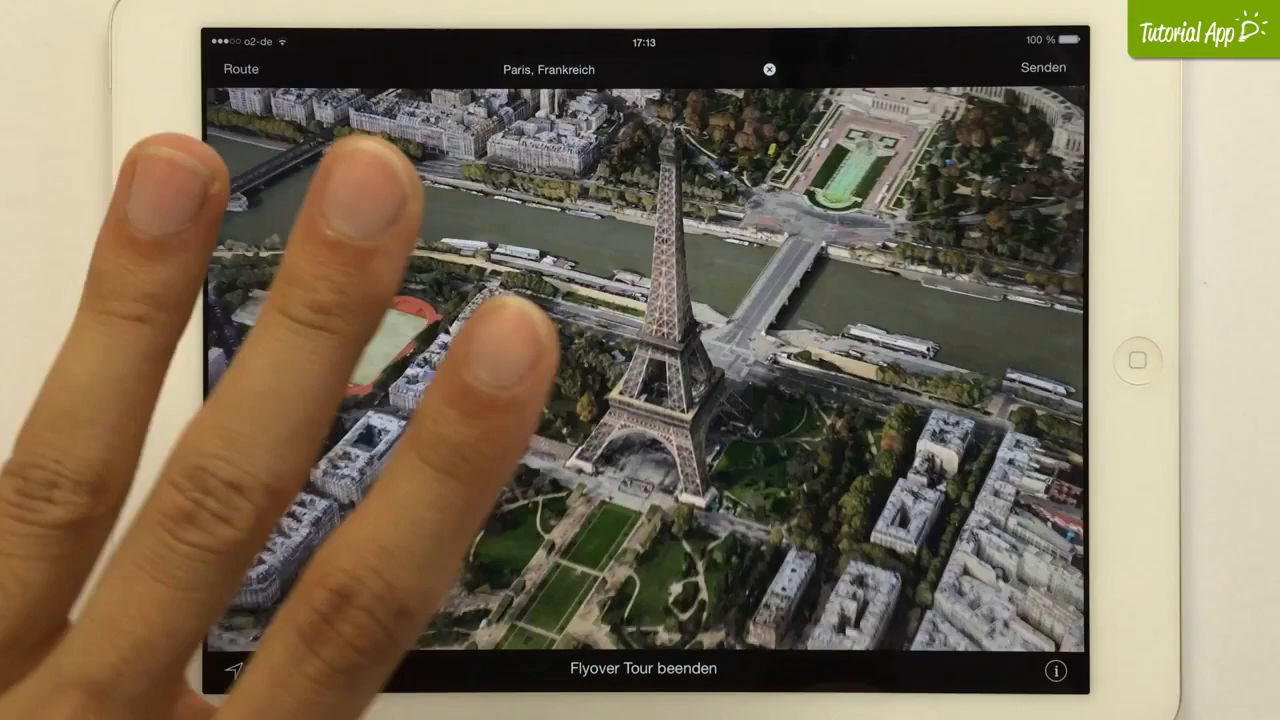 o2-de
17:13
100 %
Route
Paris, Frankreich
Senden
Tutorial App
Flyover Tour beenden